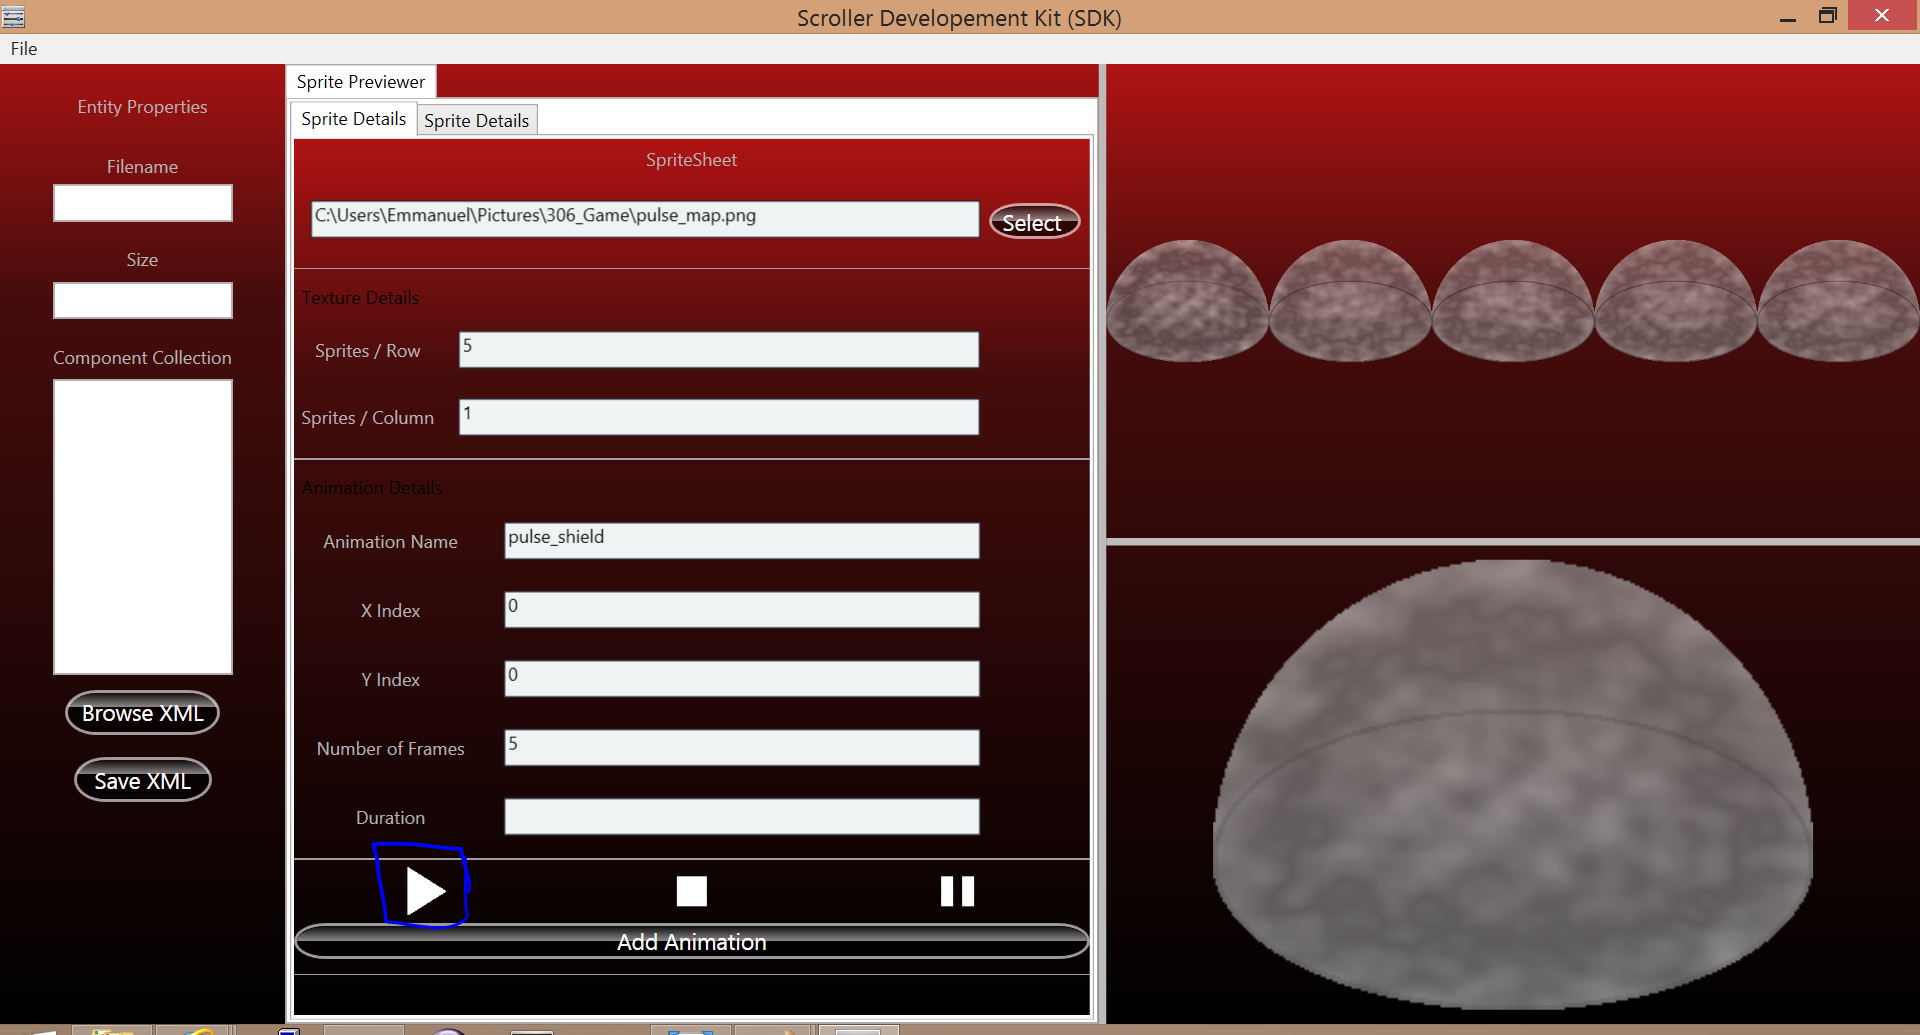 Scroller Developement Kit (SDK)
File
Entity Properties
Filename
Size
Component Collection
Browse XML
Save XML
Sprite Previewer
Sprite Details
Sprite Details
SpriteSheet
C:\Users\Emmanuel\Pictures\306_Game\pulse_map.png
Select
Texture Details
Sprites / Row
5
Sprites / Column
1
Animation Details
Animation Name
pulse_shield
X Index
0
Y Index
0
Number of Frames
5
Duration
Add Animation